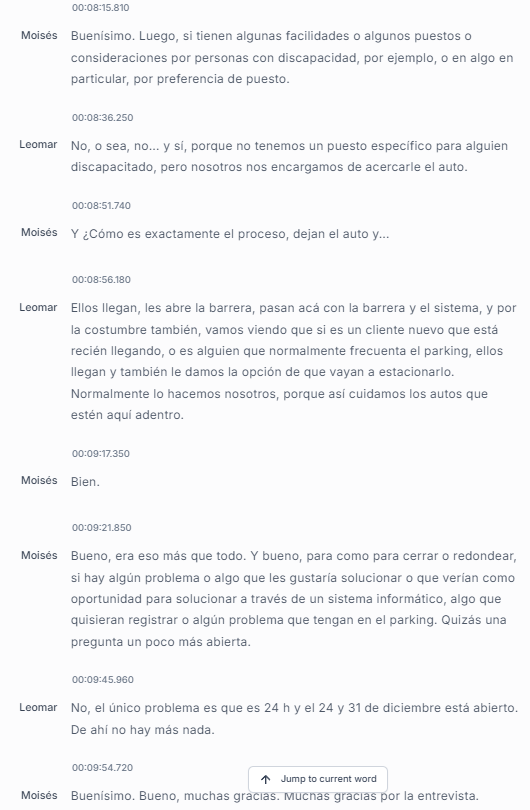 00:08:15.810
Moisés Buenísimo. Luego, si tienen algunas facilidades o algunos puestos o
consideraciones por personas con discapacidad, por ejemplo, o en algo en
particular, por preferencia de puesto.
00:08:36.250
Leomar No, o sea, no... y sí, porque no tenemos un puesto específico para alguien
discapacitado, pero nosotros nos encargamos de acercarle el auto.
00:08:51.740
Moisés Y ¿Cómo es exactamente el proceso, dejan el auto y...
00:08:56.180
Leomar Ellos llegan, les abre la barrera, pasan acá con la barrera y el sistema, y por
la costumbre también, vamos viendo que si es un cliente nuevo que está
recién llegando, o es alguien que normalmente frecuenta el parking, ellos
llegan y también le damos la opción de que vayan a estacionarlo.
Normalmente lo hacemos nosotros, porque así cuidamos los autos que
estén aquí adentro.
00:09:17.350
Moisés Bien.
00:09:21.850
Moisés Bueno, era eso más que todo. Y bueno, para como para cerrar o redondear,
si hay algún problema o algo que les gustaría solucionar o que verían como
oportunidad para solucionar a través de un sistema informático, algo que
quisieran registrar o algún problema que tengan en el parking. Quizás una
pregunta un poco más abierta.
00:09:45.960
Leomar No, el único problema es que es 24 h y el 24 y 31 de diciembre está abierto.
De ahí no hay más nada.
00:09:54.720
Jump to current word
Moisés Buenísimo. Bueno, muchas gracias. Muchas gracias por la entrevista.